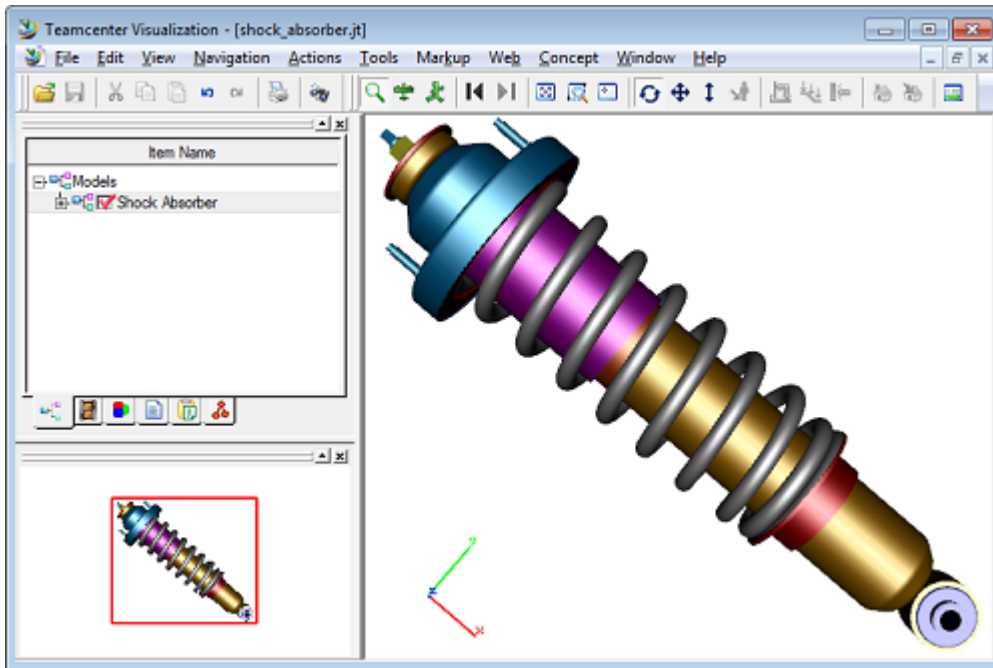 Teamcenter Visualization - [shock_absorber.jt]
File Edit View Navigation Actions Tools Markup Web Concept Window Help
Item Name
Models
Shock Absorber
Y
Z
X